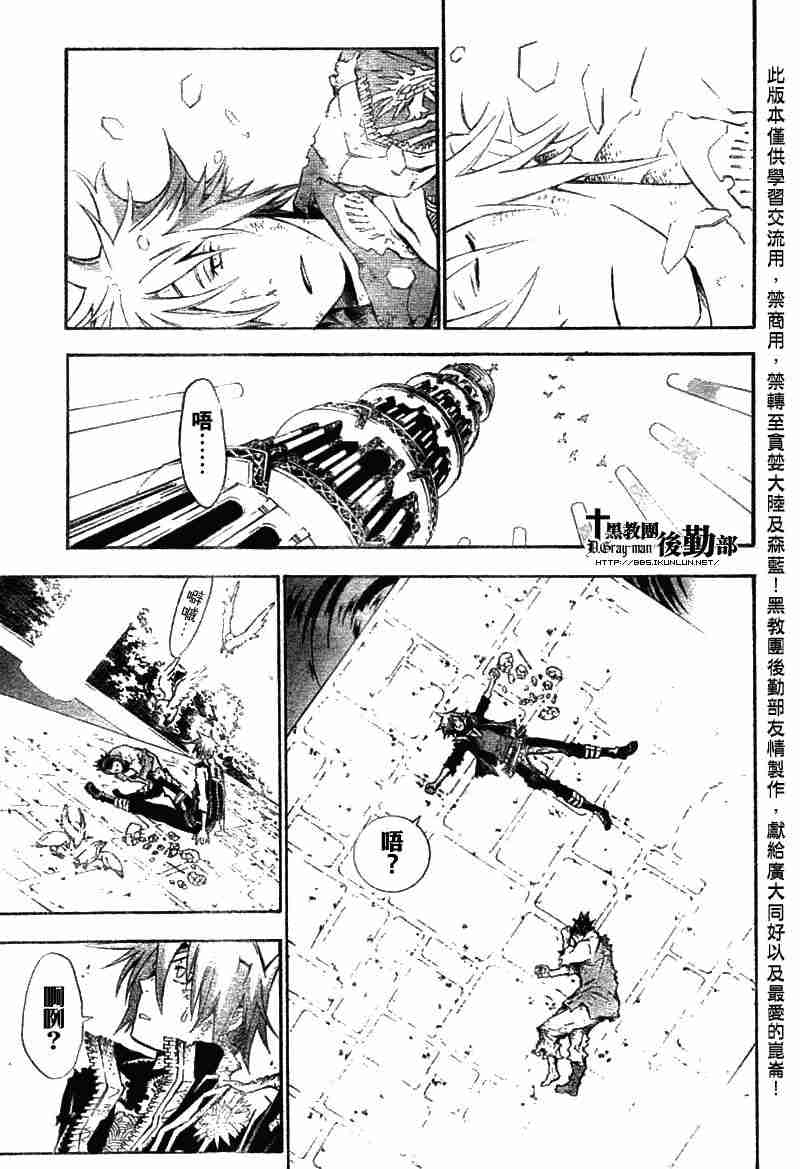 此版本僅供學習交流用，禁商用，禁轉至貪婪大陸及森藍！黑教團後勤部友情製作，獻給廣大同好以及最愛的崑崙！
唔……
黑教團
D.Gray-man
後勤部
HTTP://BBS.IKUNLUN.NET/
唔？
啊咧？